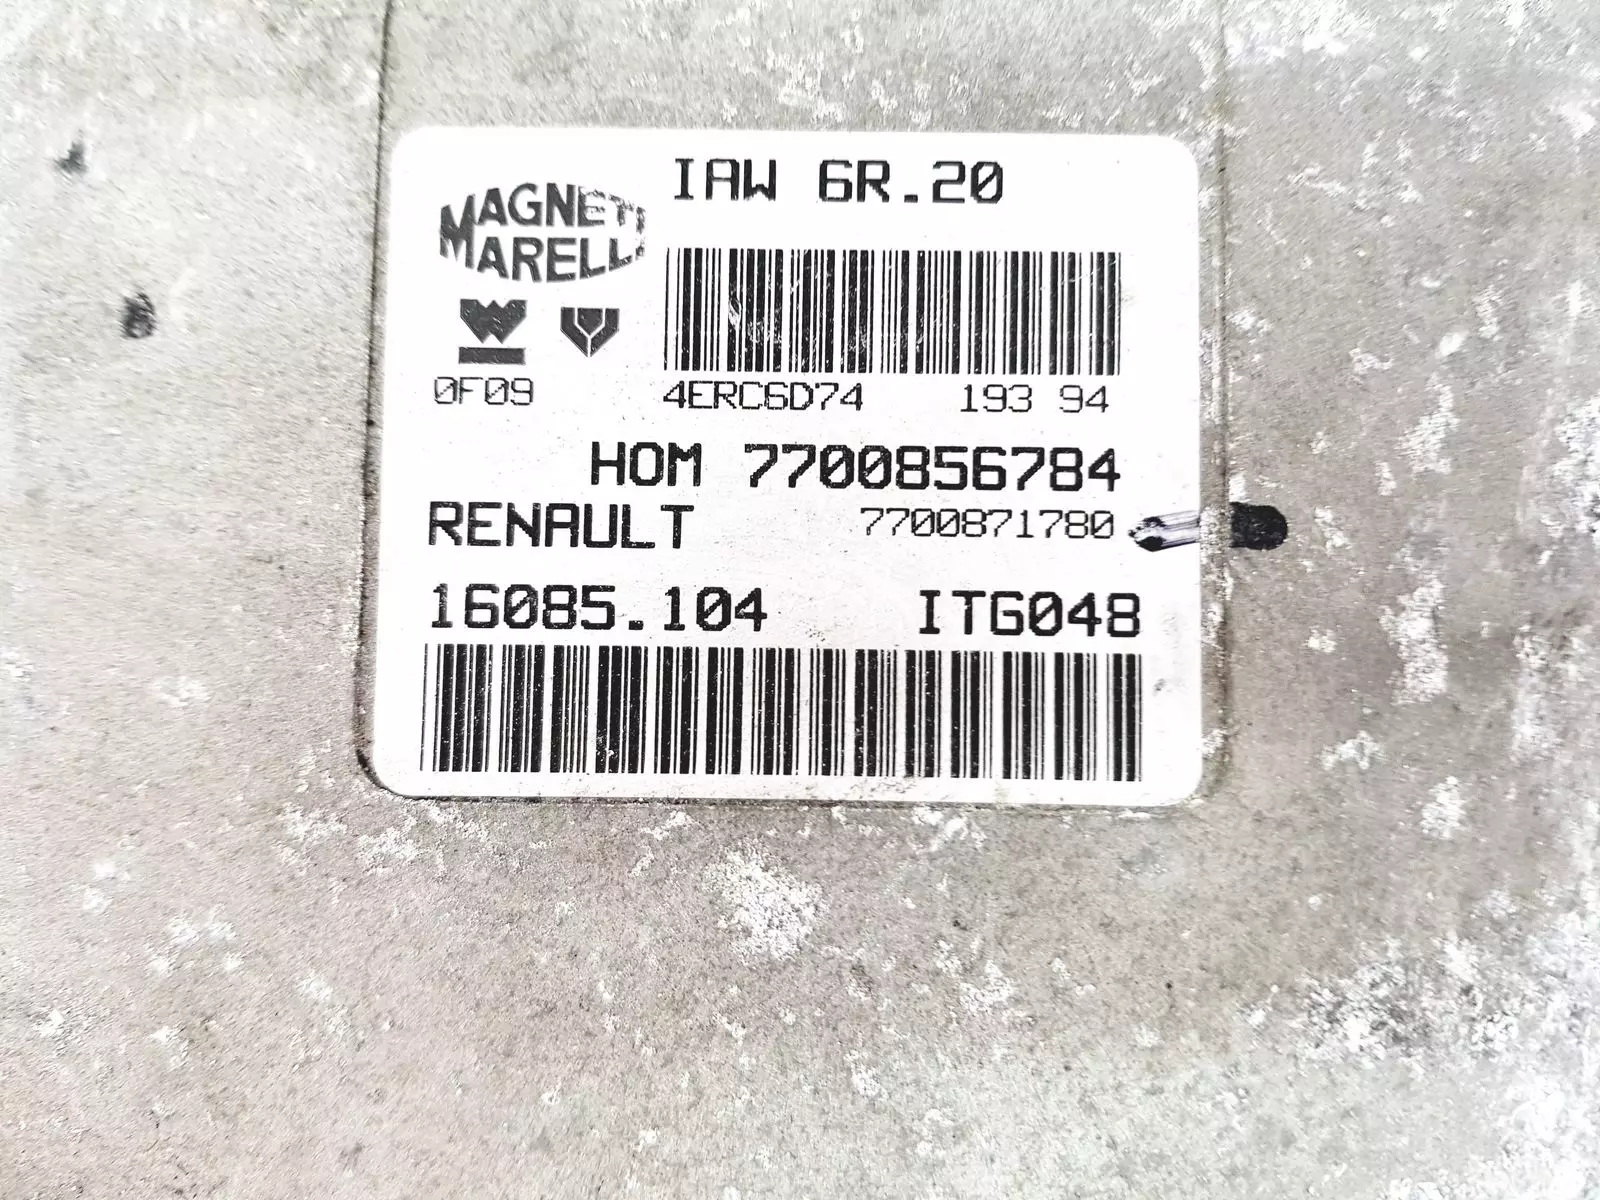 IAW 6R.20
MAGNETI
MARELLI
0F09
4ERC6D74 193 94
HOM 7700856784
RENAULT 7700871780
16085.104 ITG048